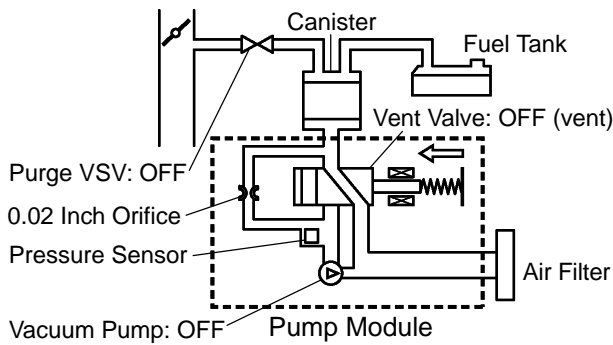 Canister
Fuel Tank
Vent Valve: OFF (vent)
Purge VSV: OFF
0.02 Inch Orifice
Pressure Sensor
Air Filter
Vacuum Pump: OFF
Pump Module